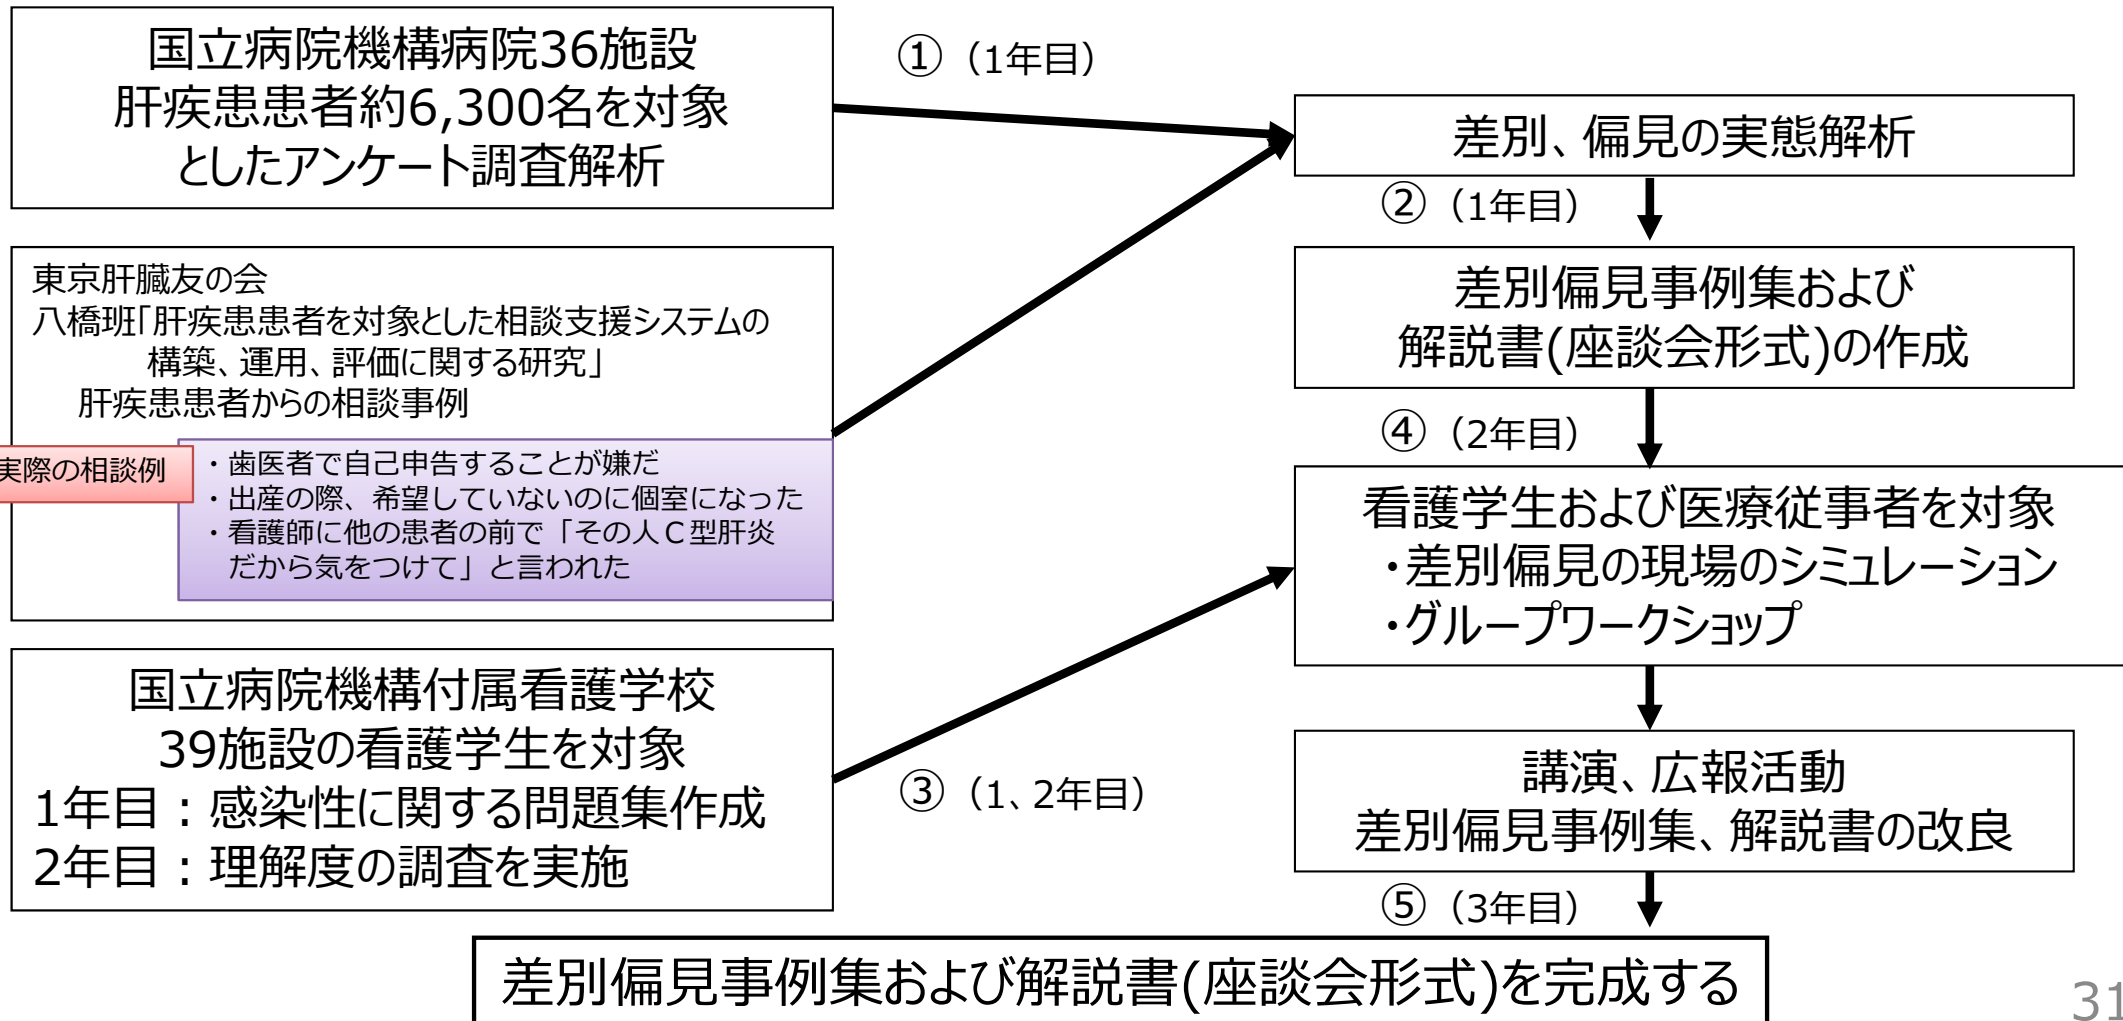 国立病院機構病院36施設
肝疾患患者約6,300名を対象
としたアンケート調査解析
①（1年目）
差別、偏見の実態解析
②（1年目）
東京肝臓友の会
八橋班「肝疾患患者を対象とした相談支援システムの
構築、運用、評価に関する研究」
肝疾患患者からの相談事例
実際の相談例
・歯医者で自己申告することが嫌だ
・出産の際、希望していないのに個室になった
・看護師に他の患者の前で「その人Ｃ型肝炎
だから気をつけて」と言われた
差別偏見事例集および
解説書(座談会形式)の作成
④（2年目）
看護学生および医療従事者を対象
・差別偏見の現場のシミュレーション
・グループワークショップ
国立病院機構付属看護学校
39施設の看護学生を対象
1年目：感染性に関する問題集作成
2年目：理解度の調査を実施
③（1、2年目）
講演、広報活動
差別偏見事例集、解説書の改良
⑤（3年目）
差別偏見事例集および解説書(座談会形式)を完成する
31